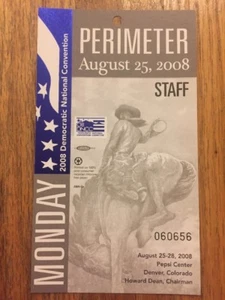 PERIMETER
August 25, 2008
STAFF
MONDAY
2008 Democratic National Convention
060656
August 25-28, 2008
Pepsi Center
Denver, Colorado
Howard Dean, Chairman